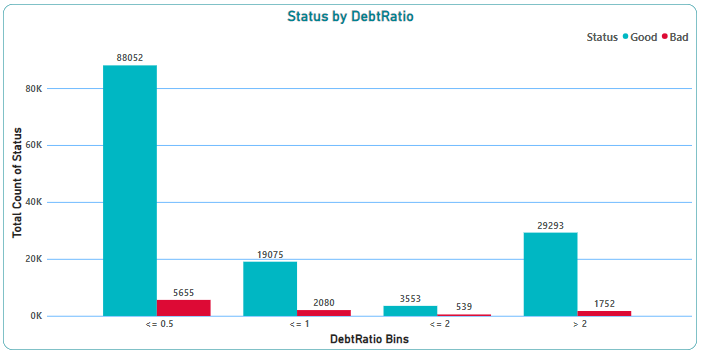 Status by DebtRatio
Status Good Bad
88052
80K
60K
Total Count of Status
40K
29293
20K
19075
5655
2080
3553
539
1752
0K
<= 0.5
<= 1
<= 2
> 2
DebtRatio Bins